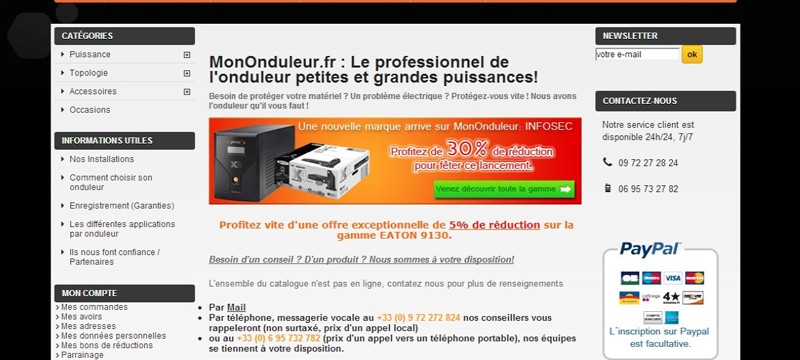 CATÉGORIES
Puissance
Topologie
Accessoires
Occasions
INFORMATIONS UTILES
Nos Installations
Comment choisir son
onduleur
Enregistrement (Garanties)
Les différentes applications
par onduleur
Ils nous font confiance /
Partenaires
MON COMPTE
Mes commandes
Mes avoirs
Mes adresses
Mes données personnelles
Mes bons de réductions
Parrainage
MonOnduleur.fr : Le professionnel de
l'onduleur petites et grandes puissances!
Besoin de protéger votre matériel ? Un problème électrique ? Protégez-vous vite ! Nous avons
l'onduleur qu'il vous faut !
Une nouvelle marque arrive sur MonOnduleur: INFOSEC
Profitez de 30% de réduction
pour fêter ce lancement.
Venez découvrir toute la gamme
Profitez vite d'une offre exceptionnelle de 5% de réduction sur la
gamme EATON 9130.
Besoin d'un conseil ? D'un produit ? Nous sommes à votre disposition!
L'ensemble du catalogue n'est pas en ligne, contatez nous pour plus de renseignements
Par Mail
Par téléphone, messagerie vocale au +33 (0) 9 72 272 824 nos conseillers vous
rappeleront (non surtaxé, prix d'un appel local)
ou au +33 (0) 6 95 732 782 (prix d'un appel vers un téléphone portable), nos équipes
se tiennent à votre disposition.
NEWSLETTER
votre e-mail
ok
CONTACTEZ-NOUS
Notre service client est
disponible 24h/24, 7j/7
09 72 27 28 24
06 95 73 27 82
PayPal
VISA
L'inscription sur Paypal
est facultative.